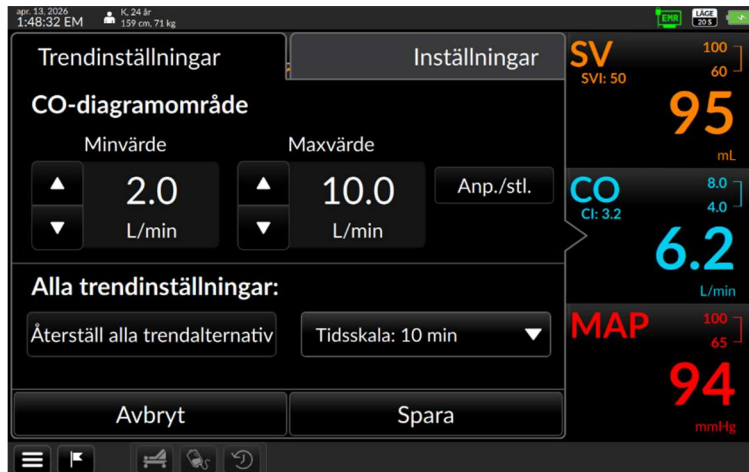 apr. 13, 2026
1:48:32 EM
K, 24 år
159 cm, 71 kg
EMR
LÄGE
20 S
Trendinställningar
Inställningar
CO-diagramområde
Minvärde
Maxvärde
2.0
L/min
10.0
L/min
Anp./stl.
Alla trendinställningar:
Återställ alla trendalternativ
Tidsskala: 10 min
Avbryt
Spara
SV
SVI: 50
100
60
95
mL
CO
CI: 3.2
8.0
4.0
6.2
L/min
MAP
100
65
94
mmHg